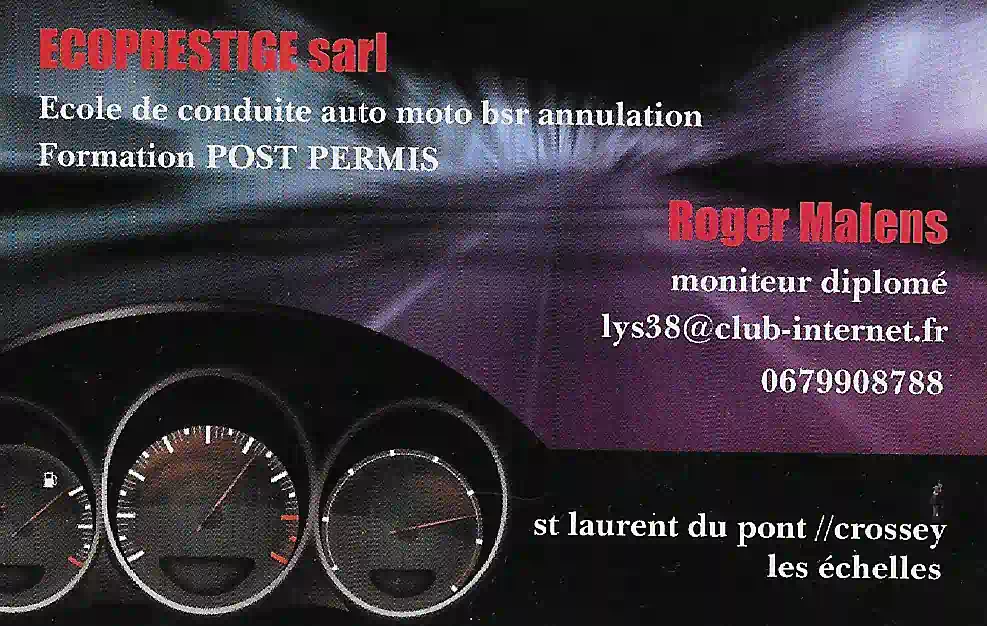 ECOPRESTIGE sarl
Ecole de conduite auto moto bsr annulation
Formation POST PERMIS
Roger Malens
moniteur diplomé
lys38@club-internet.fr
0679908788
st laurent du pont //crossey
les échelles